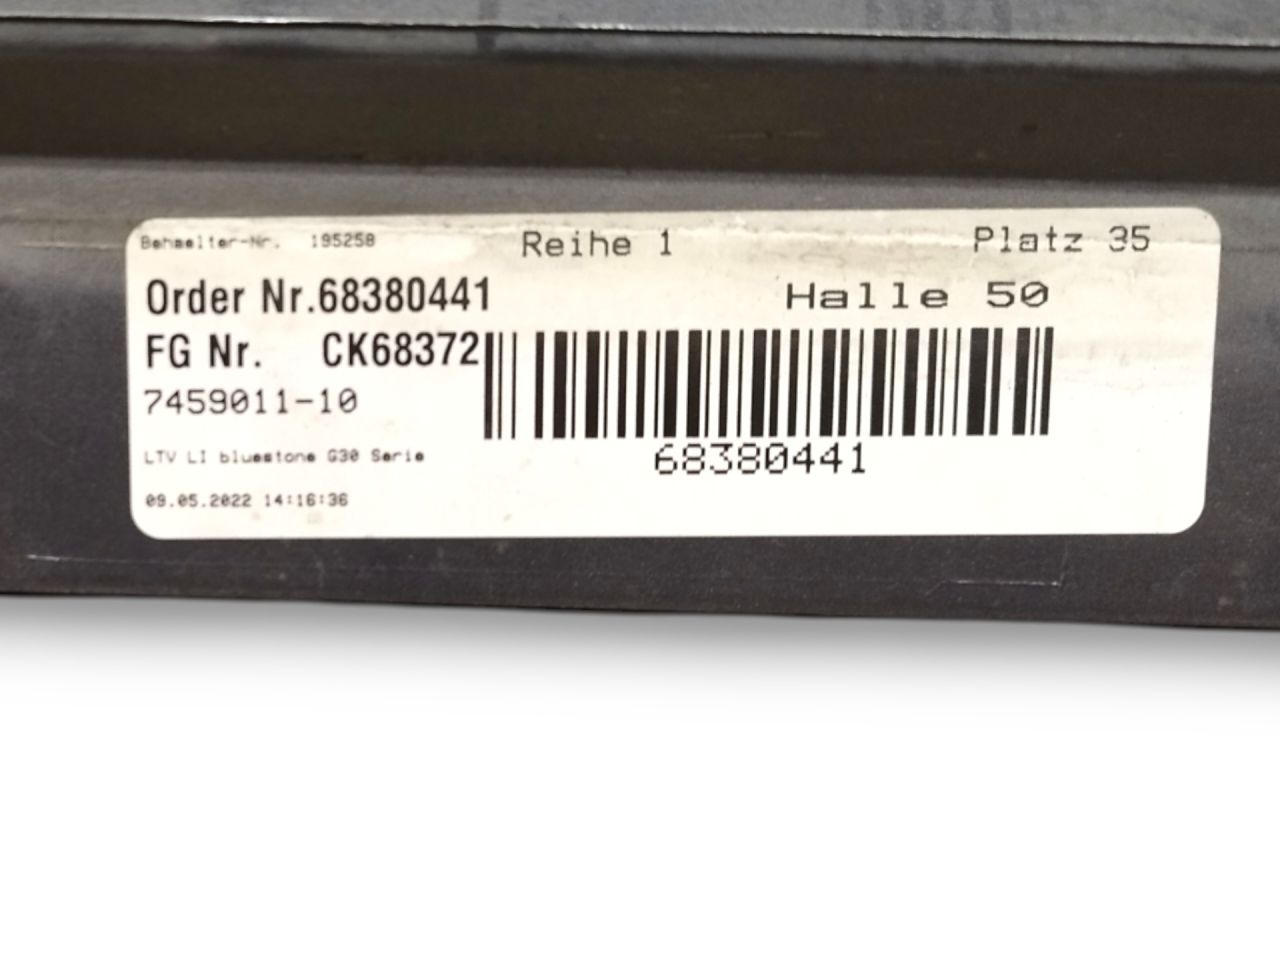 Behaelter-Nr. 195258 Reihe 1 Platz 35
Order Nr.68380441 Halle 50
FG Nr. CK68372
7459011-10
68380441
LTV LI bluestone G30 Serie
09.05.2022 14:16:36